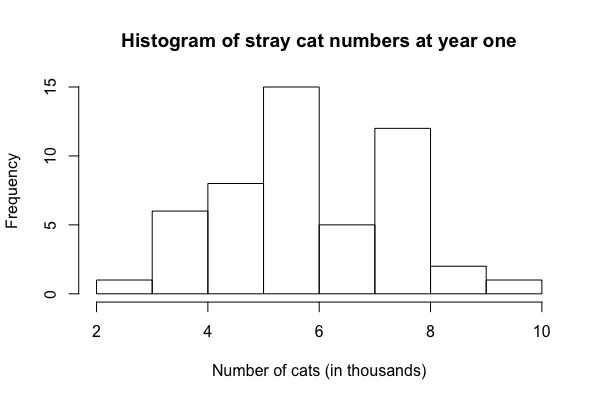 Histogram of stray cat numbers at year one
Frequency
15
10
5
0
2 4 6 8 10
Number of cats (in thousands)